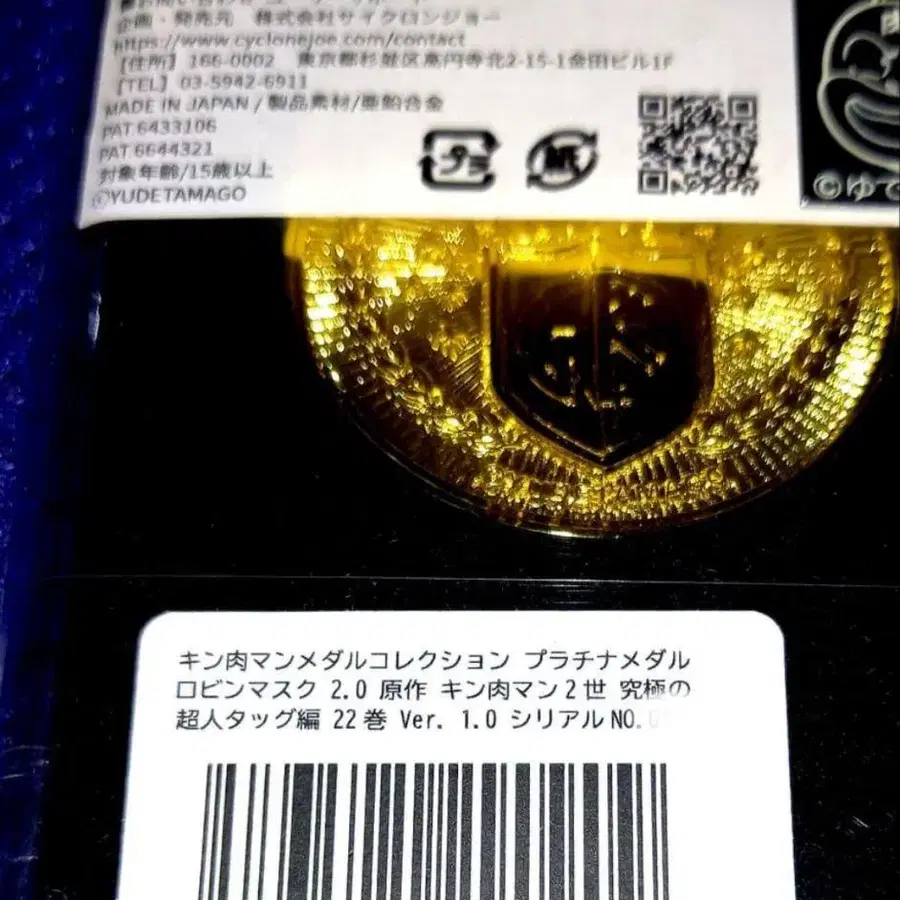 企画・発売元 株式会社サイクロンジョー
https://www.cyclonejoe.com/contact
[住所] 166-0002 東京都杉並区高円寺北2-15-1金田ビル1F
[TEL] 03-5942-6911
MADE IN JAPAN / 製品素材/亜鉛合金
PAT.6433106
PAT.6644321
対象年齢/15歳以上
©YUDETAMAGO
プラ
紙
©ゆで
キン肉マンメダルコレクション プラチナメダル
ロビンマスク 2.0 原作 キン肉マン2世 究極の
超人タッグ編 22巻 Ver. 1.0 シリアルNO.